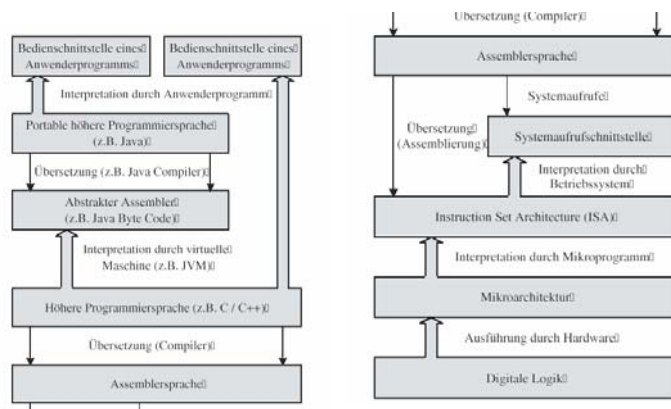 Bedienschnittstelle eines
Anwenderprogramms
Bedienschnittstelle eines
Anwenderprogramms
Interpretation durch Anwenderprogramm
Portable höhere Programmiersprache
(z.B. Java)
Übersetzung (z.B. Java Compiler)
Abstrakter Assembler
(z.B. Java Byte Code)
Interpretation durch virtuelle
Maschine (z.B. JVM)
Höhere Programmiersprache (z.B. C / C++)
Übersetzung (Compiler)
Assemblersprache
Übersetzung (Compiler)
Assemblersprache
Systemaufrufe
Übersetzung
(Assemblierung)
Systemaufrufschnittstelle
Interpretation durch
Betriebssystem
Instruction Set Architecture (ISA)
Interpretation durch Mikroprogramm
Mikroarchitektur
Ausführung durch Hardware
Digitale Logik